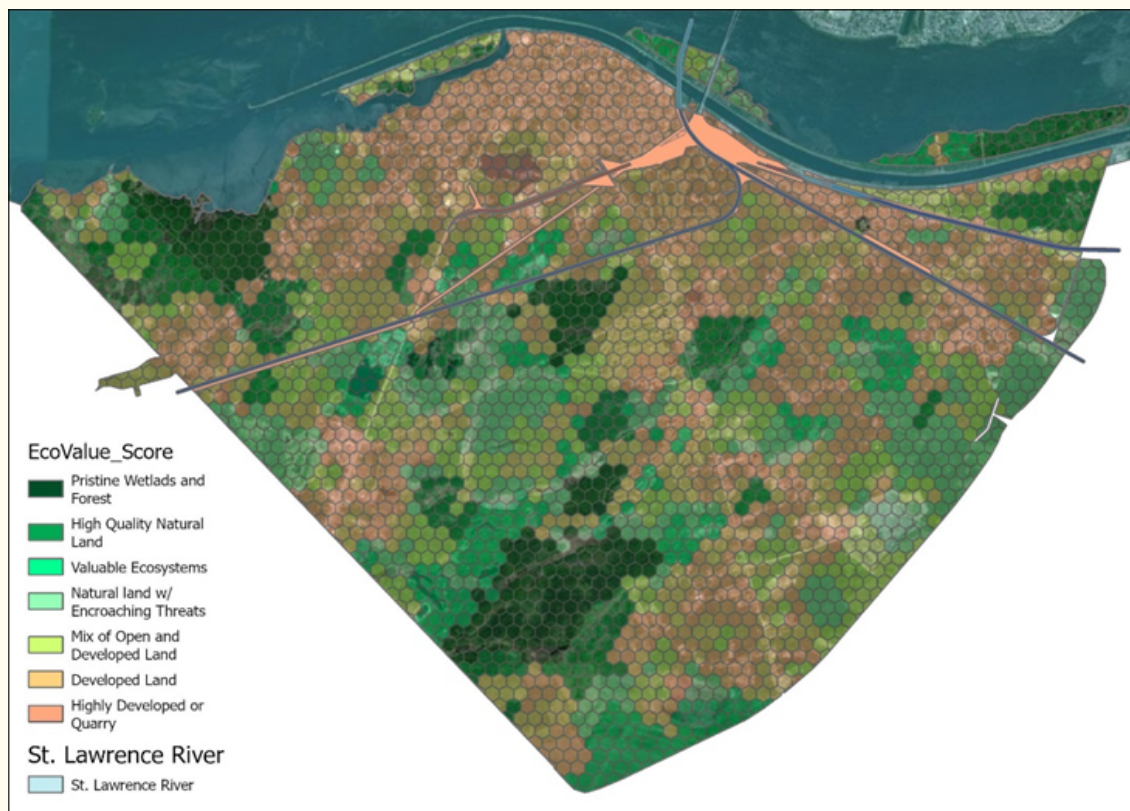 EcoValue_Score
Pristine Wetlads and
Forest
High Quality Natural
Land
Valuable Ecosystems
Natural land w/
Encroaching Threats
Mix of Open and
Developed Land
Developed Land
Highly Developed or
Quarry
St. Lawrence River
St. Lawrence River